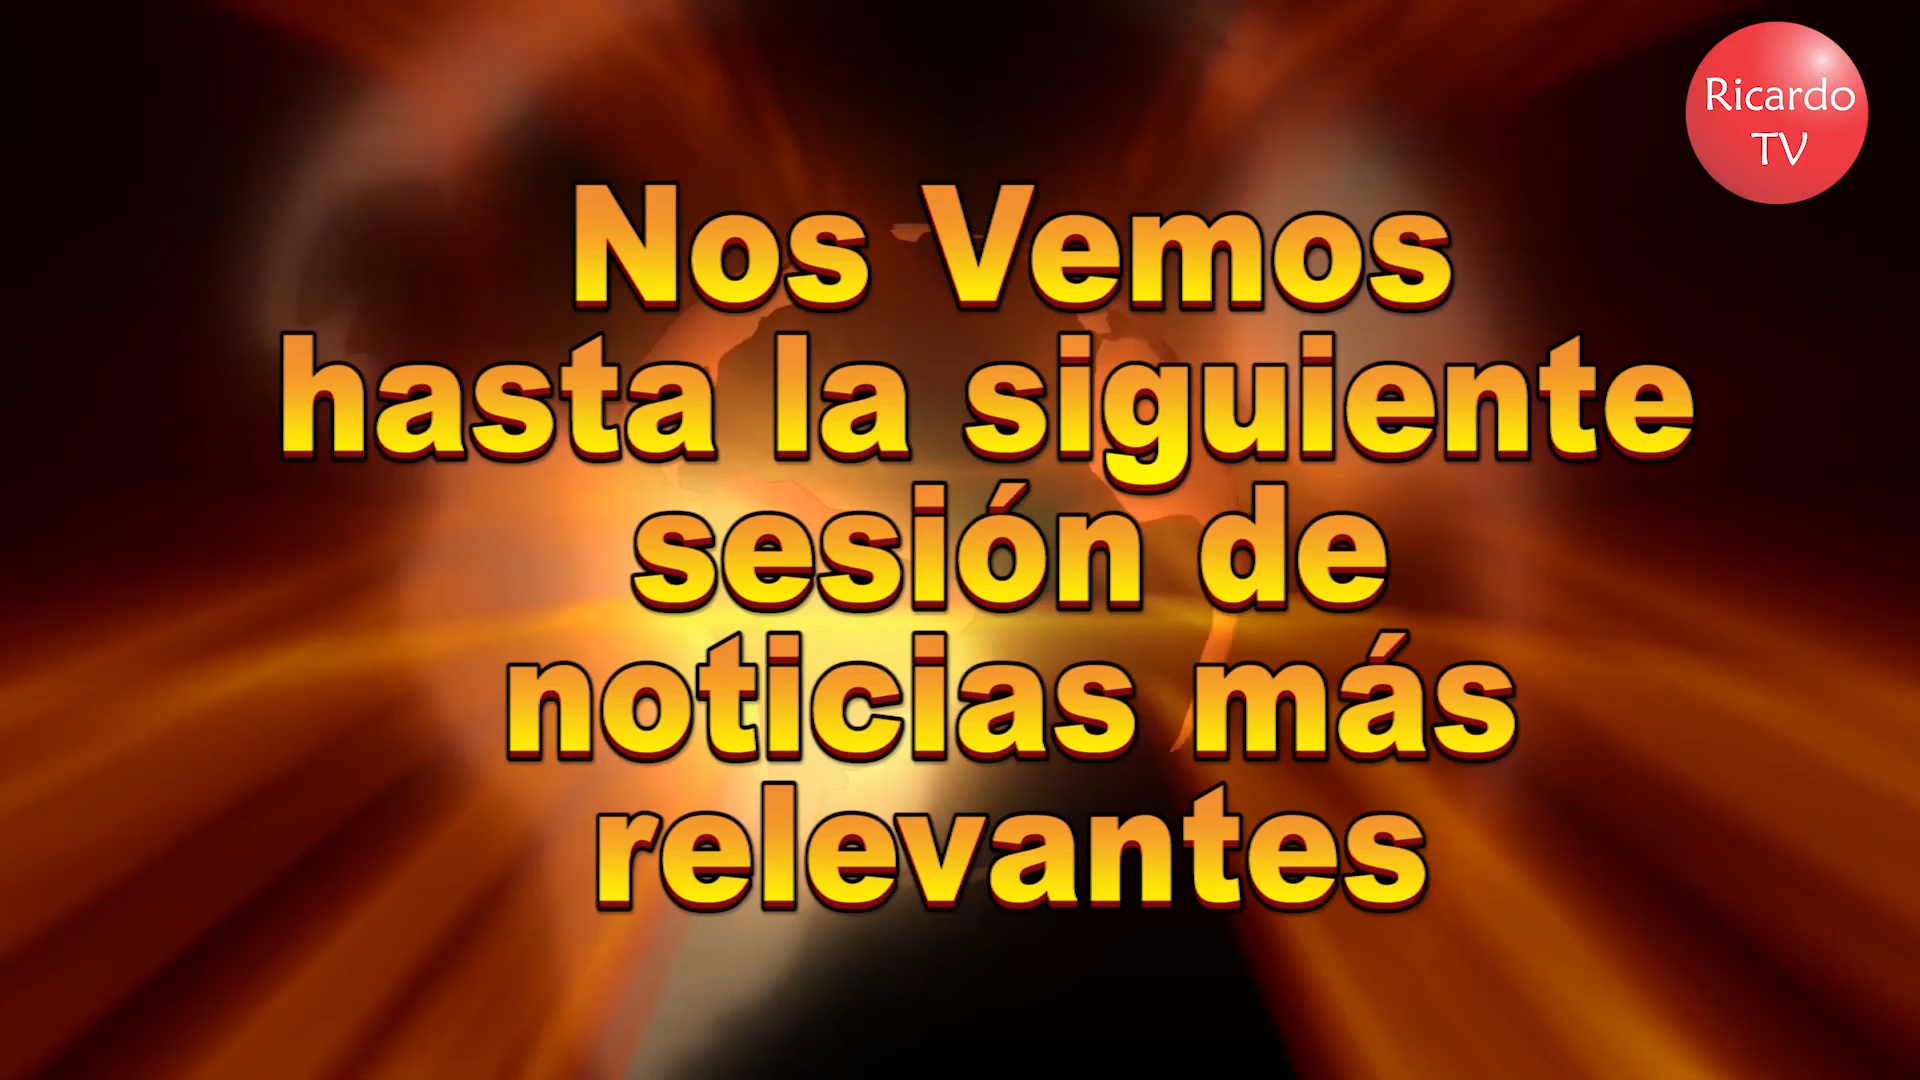 Ricardo
TV
Nos Vemos
hasta la siguiente
sesión de
noticias más
relevantes